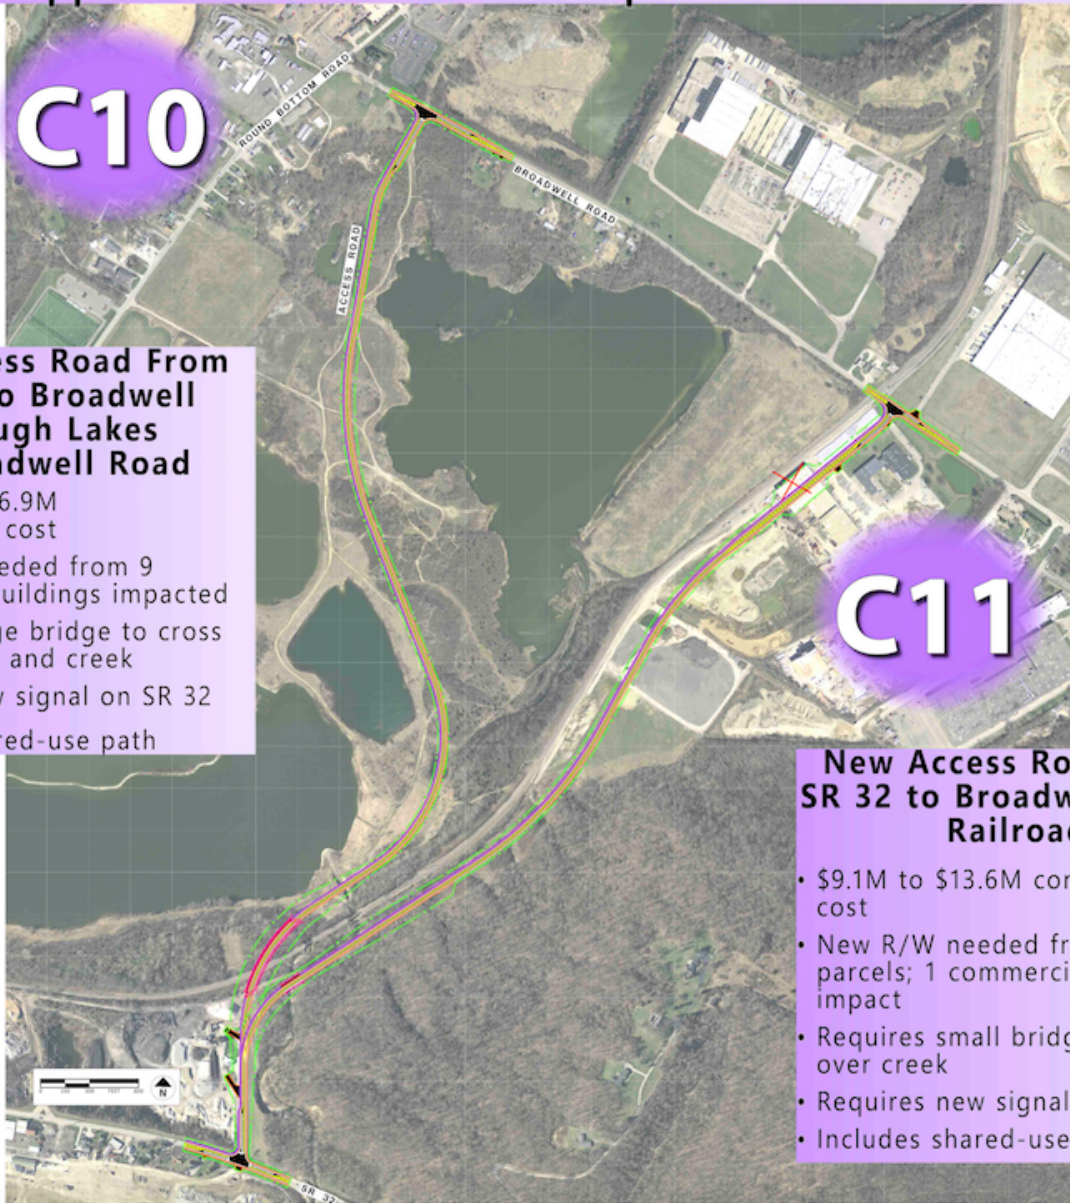 C10
ROUND BOTTOM ROAD
BROADWELL ROAD
ACCESS ROAD
ess Road From
o Broadwell
ugh Lakes
adwell Road
6.9M
cost
eded from 9
uildings impacted
ge bridge to cross
and creek
w signal on SR 32
red-use path
C11
New Access Ro
SR 32 to Broadw
Railroa
• $9.1M to $13.6M con
cost
• New R/W needed fr
parcels; 1 commerci
impact
• Requires small bridg
over creek
• Requires new signal
• Includes shared-use
N
SR 32